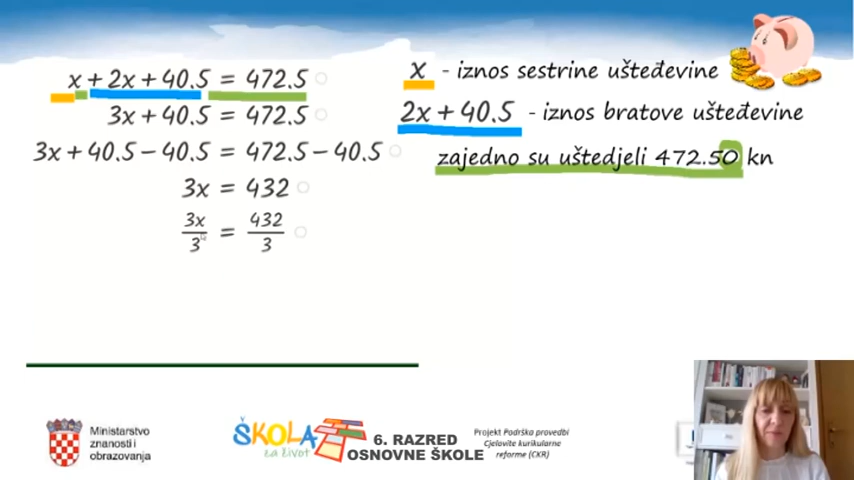 x + 2x + 40.5 = 472.5
3x + 40.5 = 472.5
3x + 40.5 – 40.5 = 472.5 – 40.5
3x = 432
3x/3 = 432/3
x - iznos sestrine ušteđevine
2x + 40.5 - iznos bratove ušteđevine
zajedno su uštedjeli 472.50 kn
Ministarstvo
znanosti i
obrazovanja
ŠKOLA
za život
6. RAZRED
OSNOVNE ŠKOLE
Projekt Podrška provedbi
Cjelovite kurikularne
reforme (CKR)